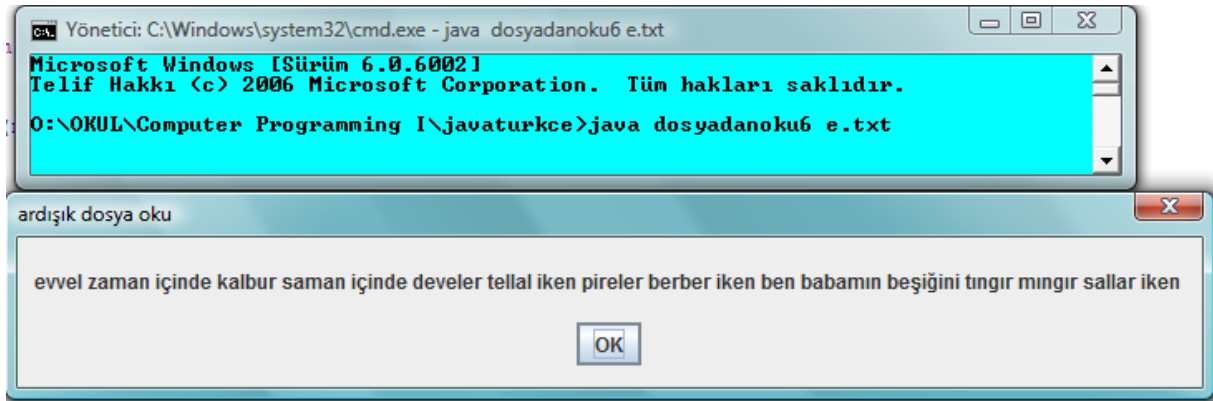 Yönetici: C:\Windows\system32\cmd.exe - java dosyadanoku6 e.txt
Microsoft Windows [Sürüm 6.0.6002]
Telif Hakkı (c) 2006 Microsoft Corporation. Tüm hakları saklıdır.
O:\OKUL\Computer Programming I\javaturkce>java dosyadanoku6 e.txt
ardışık dosya oku
evvel zaman içinde kalbur saman içinde develer tellal iken pireler berber iken ben babamın beşiğini tıngır mıngır sallar iken
OK